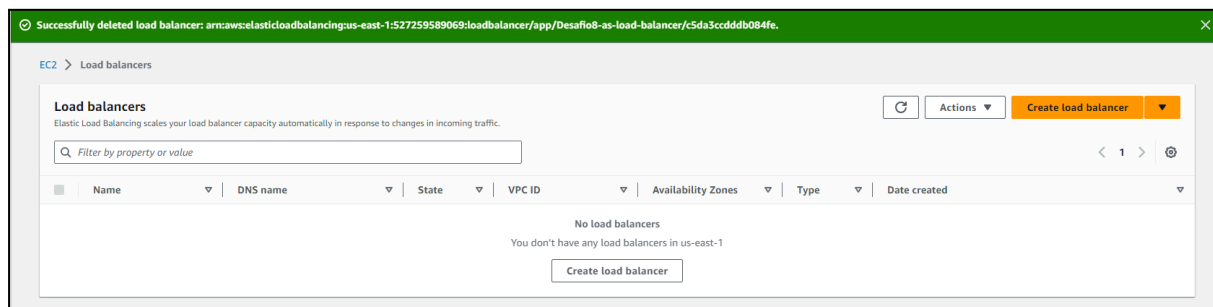 Successfully deleted load balancer: arn:aws:elasticloadbalancing:us-east-1:527259589069:loadbalancer/app/Desafio8-as-load-balancer/c5da3ccdddb084fe.
EC2 > Load balancers
Load balancers
Elastic Load Balancing scales your load balancer capacity automatically in response to changes in incoming traffic.
Actions
Create load balancer
Filter by property or value
1
Name DNS name State VPC ID Availability Zones Type Date created
No load balancers
You don't have any load balancers in us-east-1
Create load balancer